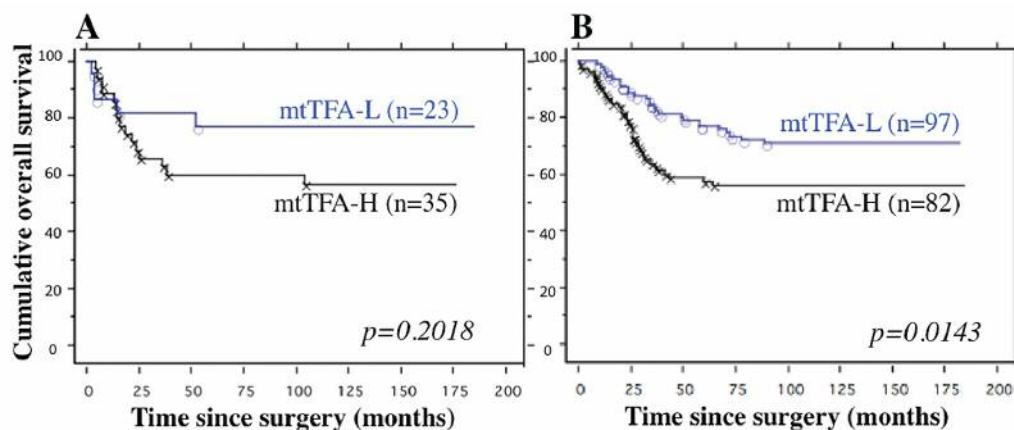 A
B
Cumulative overall survival
100
80
60
40
20
0
mtTFA-L (n=23)
mtTFA-H (n=35)
p=0.2018
0 25 50 75 100 125 150 175 200
Time since surgery (months)
100
80
60
40
20
0
mtTFA-L (n=97)
mtTFA-H (n=82)
p=0.0143
0 25 50 75 100 125 150 175 200
Time since surgery (months)